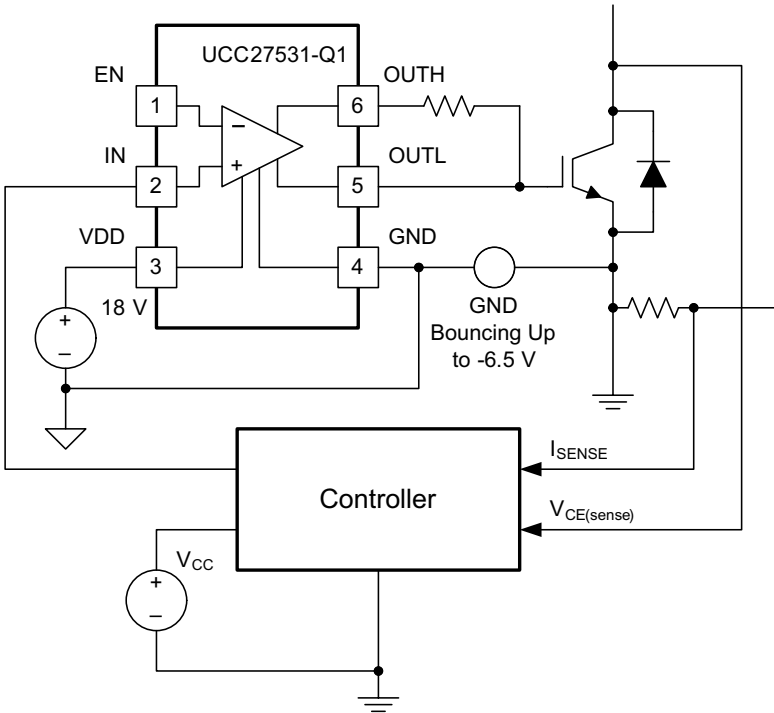 UCC27531-Q1
EN
OUTH
1
6
−
IN
+
OUTL
2
5
VDD
GND
3
4
18 V
+
−
GND
Bouncing Up
to -6.5 V
Controller
ISENSE
VCE(sense)
VCC
+
−